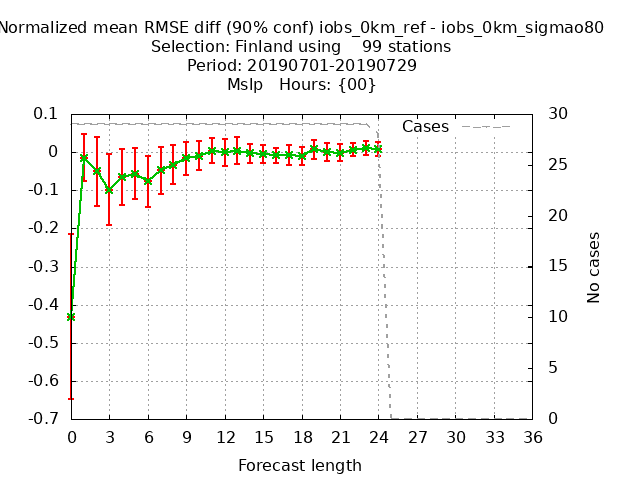 Normalized mean RMSE diff (90% conf) iobs_0km_ref - iobs_0km_sigmao80
Selection: Finland using    99 stations
Period: 20190701-20190729
Mslp   Hours: {00}
Cases
0.1
0
-0.1
-0.2
-0.3
-0.4
-0.5
-0.6
-0.7
30
25
20
15
10
5
0
No cases
0 3 6 9 12 15 18 21 24 27 30 33 36
Forecast length